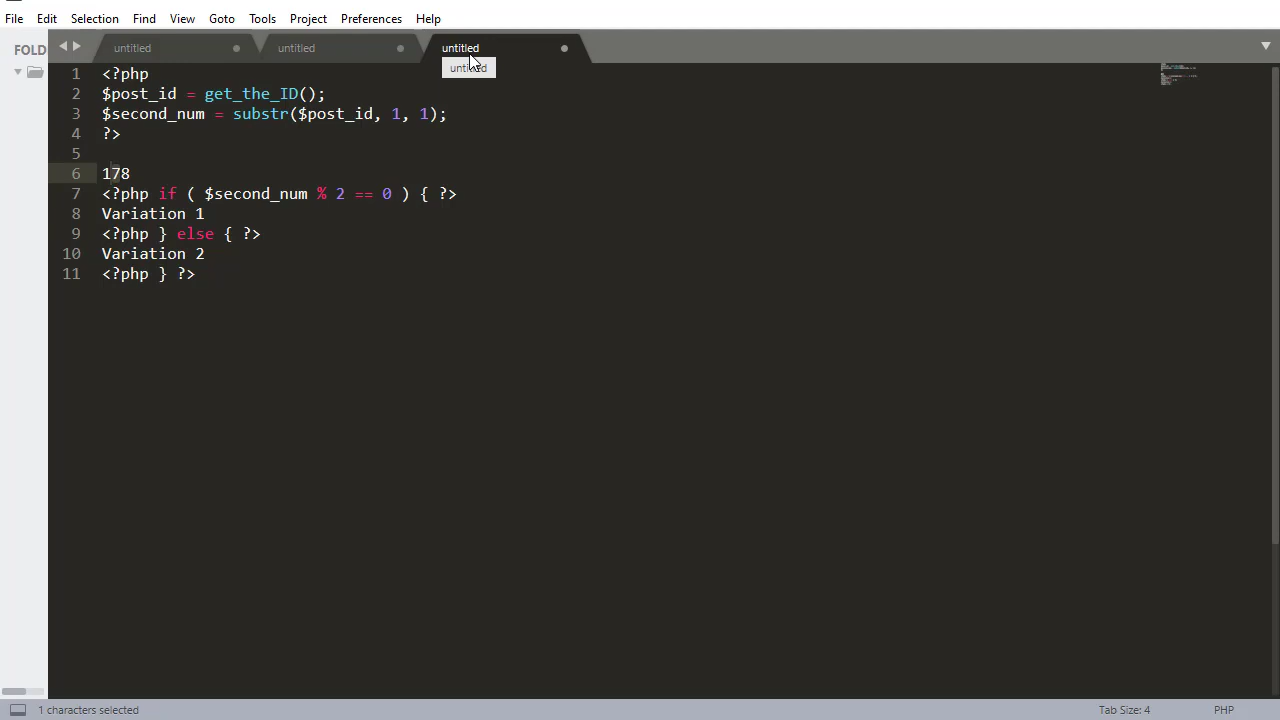 File Edit Selection Find View Goto Tools Project Preferences Help
FOLD
untitled untitled untitled
untitled
1 <?php
2 $post_id = get_the_ID();
3 $second_num = substr($post_id, 1, 1);
4 ?>
5
6 178
7 <?php if ( $second_num % 2 == 0 ) { ?>
8 Variation 1
9 <?php } else { ?>
10 Variation 2
11 <?php } ?>
1 characters selected Tab Size: 4 PHP